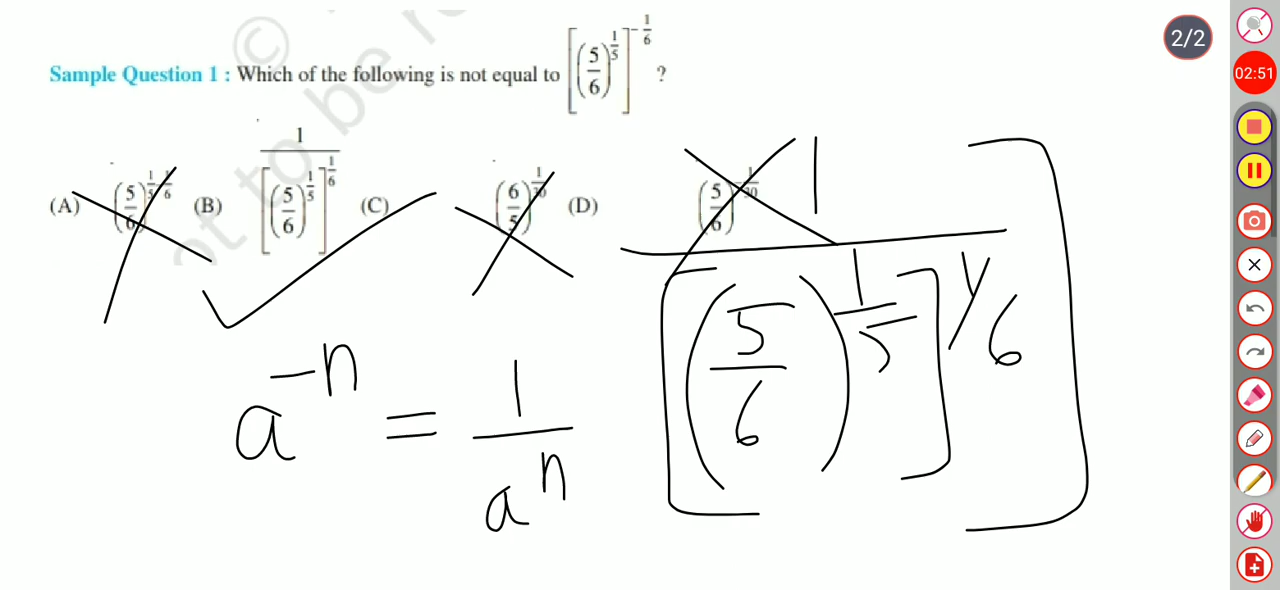 2/2
02:51
Sample Question 1 : Which of the following is not equal to [(5/6)^(1/5)]^(-1/6) ?
(A) (5/6)^(1/5 - 1/6) (B) 1/[(5/6)^(1/5)]^(1/6) (C) (6/5)^(1/30) (D) (5/6)^(-1/30)
a^(-n) = 1/a^n
1/[(5/6)^(1/5)]^(1/6)]